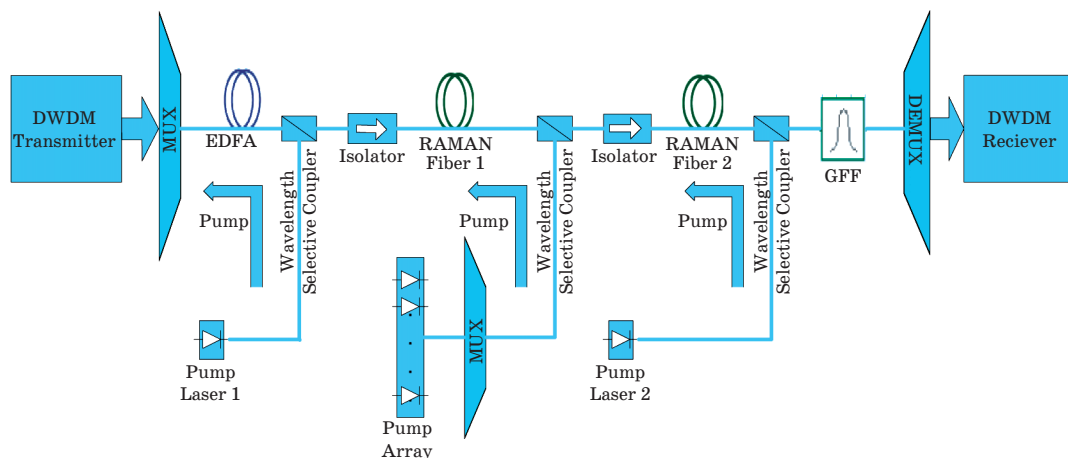 DWDM
Transmitter
MUX
EDFA
Isolator
RAMAN
Fiber 1
Isolator
RAMAN
Fiber 2
GFF
DEMUX
DWDM
Reciever
Pump
Wavelength
Selective Coupler
Pump
Wavelength
Selective Coupler
Pump
Wavelength
Selective Coupler
Pump
Laser 1
MUX
Pump
Array
Pump
Laser 2